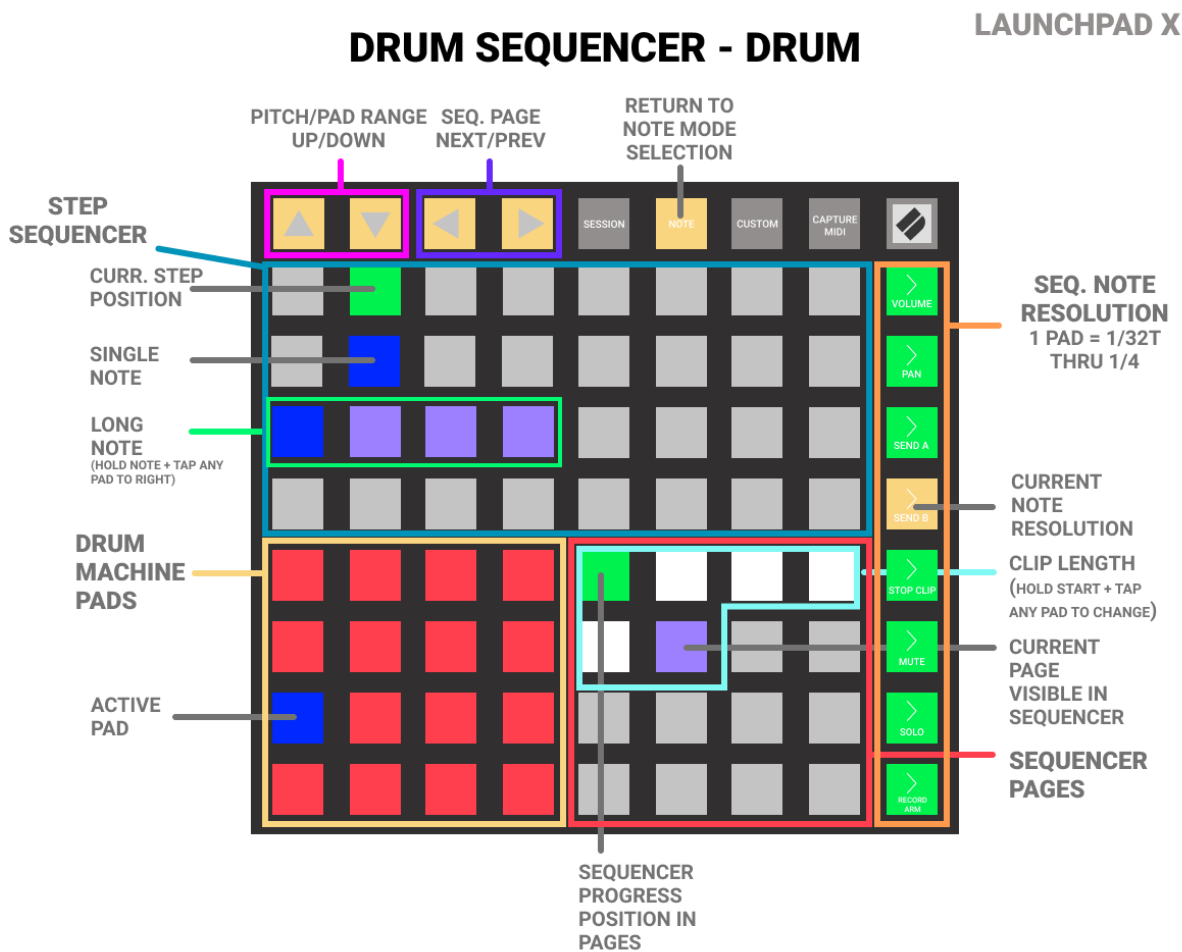 LAUNCHPAD X
DRUM SEQUENCER - DRUM
PITCH/PAD RANGE
UP/DOWN
SEQ. PAGE
NEXT/PREV
RETURN TO
NOTE MODE
SELECTION
STEP
SEQUENCER
SESSION
NOTE
CUSTOM
CAPTURE
MIDI
CURR. STEP
POSITION
VOLUME
SEQ. NOTE
RESOLUTION
1 PAD = 1/32T
THRU 1/4
SINGLE
NOTE
PAN
LONG
NOTE
(HOLD NOTE + TAP ANY
PAD TO RIGHT)
SEND A
SEND B
CURRENT
NOTE
RESOLUTION
DRUM
MACHINE
PADS
STOP CLIP
CLIP LENGTH
(HOLD START + TAP
ANY PAD TO CHANGE)
MUTE
CURRENT
PAGE
VISIBLE IN
SEQUENCER
ACTIVE
PAD
SOLO
SEQUENCER
PAGES
RECORD
ARM
SEQUENCER
PROGRESS
POSITION IN
PAGES